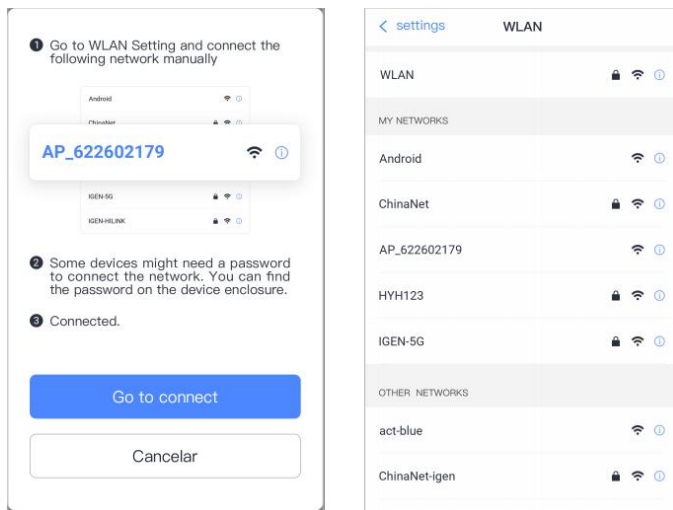 1 Go to WLAN Setting and connect the
following network manually
Android
ChinaNet
AP_622602179
IGEN-5G
IGEN-HILINK
2 Some devices might need a password
to connect the network. You can find
the password on the device enclosure.
3 Connected.
Go to connect
Cancelar
< settings WLAN
WLAN
MY NETWORKS
Android
ChinaNet
AP_622602179
HYH123
IGEN-5G
OTHER NETWORKS
act-blue
ChinaNet-igen